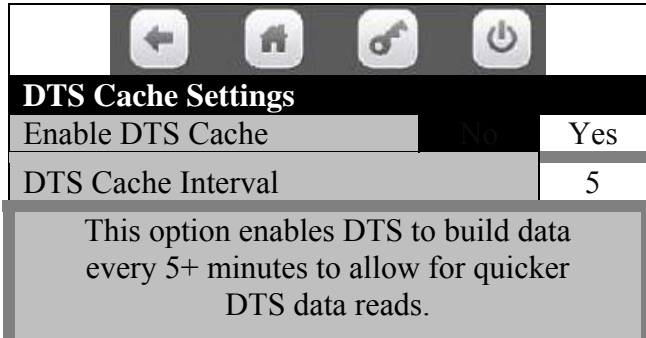 DTS Cache Settings
Enable DTS Cache No Yes
DTS Cache Interval 5
This option enables DTS to build data
every 5+ minutes to allow for quicker
DTS data reads.